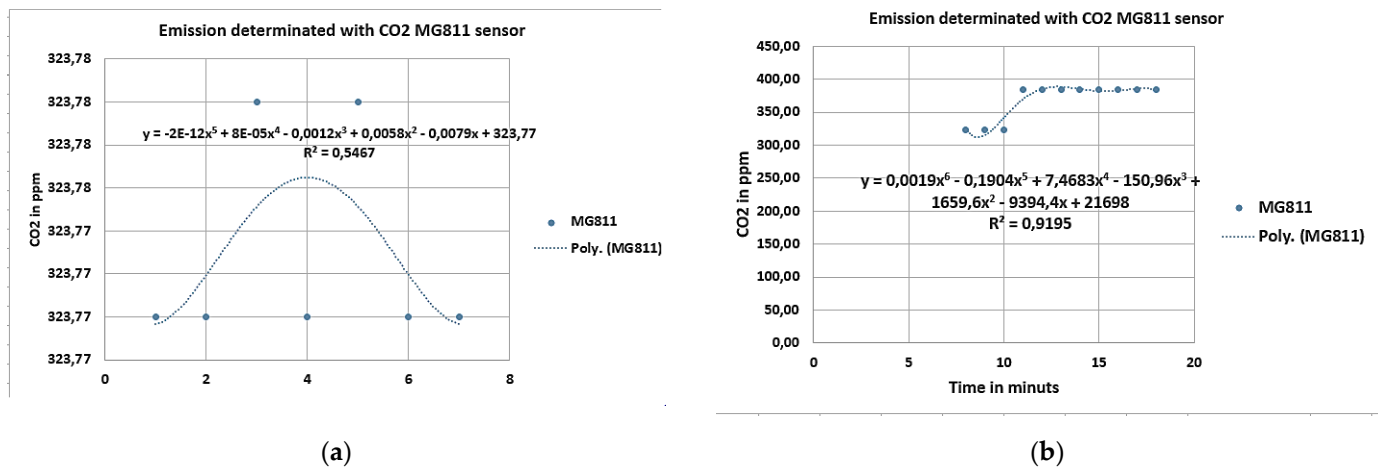 Emission determinated with CO2 MG811 sensor
323,78
323,78
323,78
323,78
323,77
323,77
323,77
323,77
CO2 in ppm
y = -2E-12x⁵ + 8E-05x⁴ - 0,0012x³ + 0,0058x² - 0,0079x + 323,77
R² = 0,5467
MG811
Poly. (MG811)
0 2 4 6 8
(a)
Emission determinated with CO2 MG811 sensor
450,00
400,00
350,00
300,00
250,00
200,00
150,00
100,00
50,00
0,00
CO2 in ppm
y = 0,0019x⁶ - 0,1904x⁵ + 7,4683x⁴ - 150,96x³ +
1659,6x² - 9394,4x + 21698
R² = 0,9195
MG811
Poly. (MG811)
0 5 10 15 20
Time in minuts
(b)